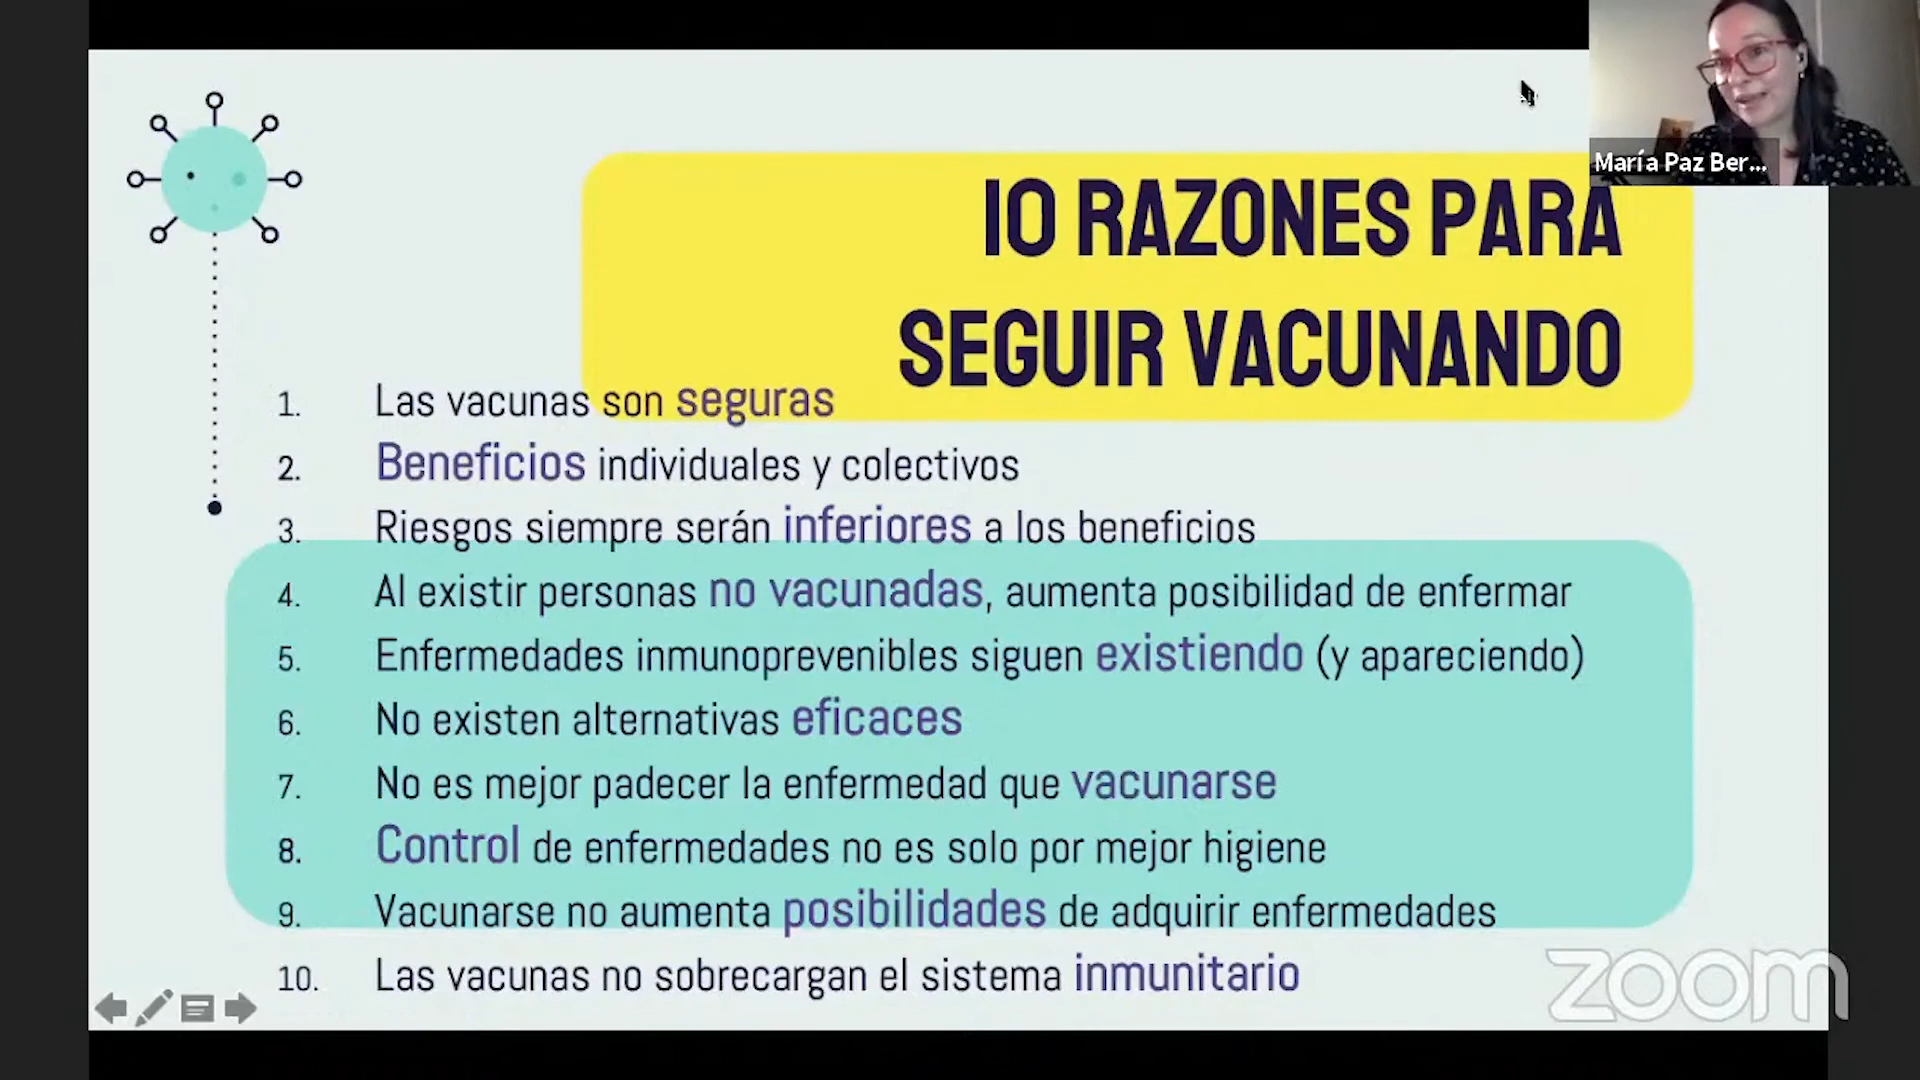 María Paz Ber...
10 RAZONES PARA
SEGUIR VACUNANDO
1. Las vacunas son seguras
2. Beneficios individuales y colectivos
3. Riesgos siempre serán inferiores a los beneficios
4. Al existir personas no vacunadas, aumenta posibilidad de enfermar
5. Enfermedades inmunoprevenibles siguen existiendo (y apareciendo)
6. No existen alternativas eficaces
7. No es mejor padecer la enfermedad que vacunarse
8. Control de enfermedades no es solo por mejor higiene
9. Vacunarse no aumenta posibilidades de adquirir enfermedades
10. Las vacunas no sobrecargan el sistema inmunitario
zoom